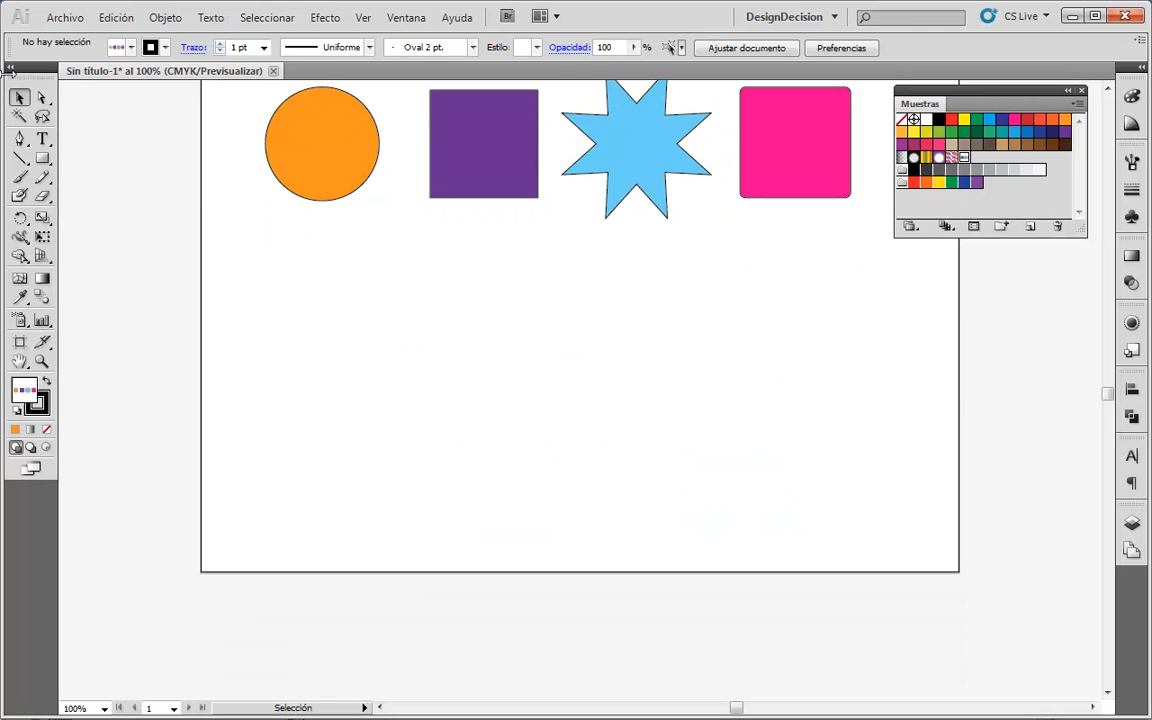 Ai Archivo Edición Objeto Texto Seleccionar Efecto Ver Ventana Ayuda Br DesignDecision CS Live
No hay selección Trazo: 1 pt Uniforme Oval 2 pt. Estilo: Opacidad: 100 % Ajustar documento Preferencias
Sin título-1* al 100% (CMYK/Previsualizar)
Muestras
100% 1 Selección